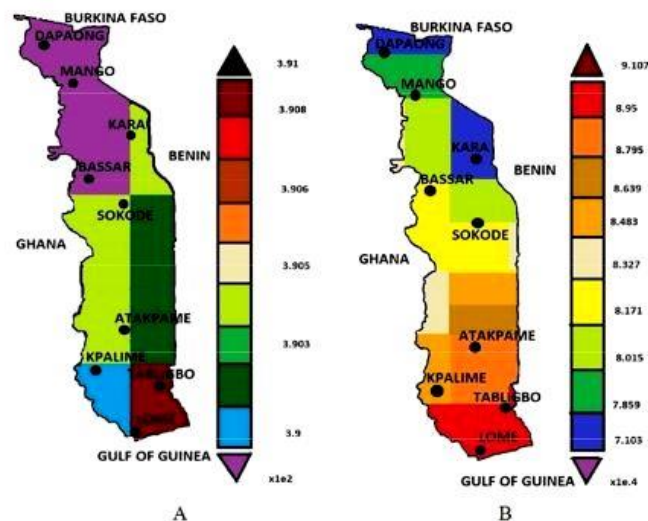 BURKINA FASO
DAPAONG
MANGO
KARA
BENIN
BASSAR
SOKODE
GHANA
ATAKPAME
KPALIME
TABLIGBO
LOME
GULF OF GUINEA
3.91
3.908
3.906
3.905
3.903
3.9
x1e2
A
BURKINA FASO
DAPAONG
MANGO
KARA
BENIN
BASSAR
SOKODE
GHANA
ATAKPAME
KPALIME
TABLIGBO
LOME
GULF OF GUINEA
9.107
8.95
8.795
8.639
8.483
8.327
8.171
8.015
7.859
7.103
x1e.4
B